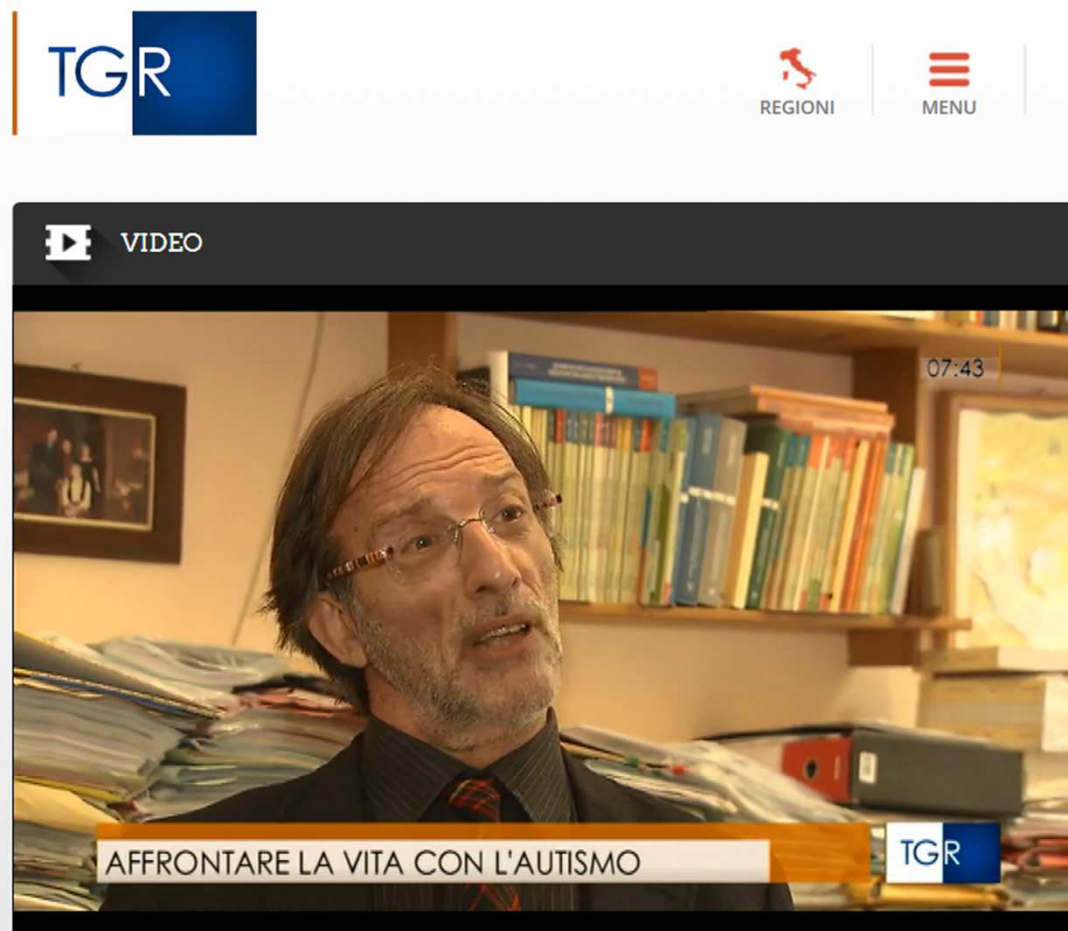 TGR
REGIONI
MENU
VIDEO
07:43
AFFRONTARE LA VITA CON L'AUTISMO
TGR